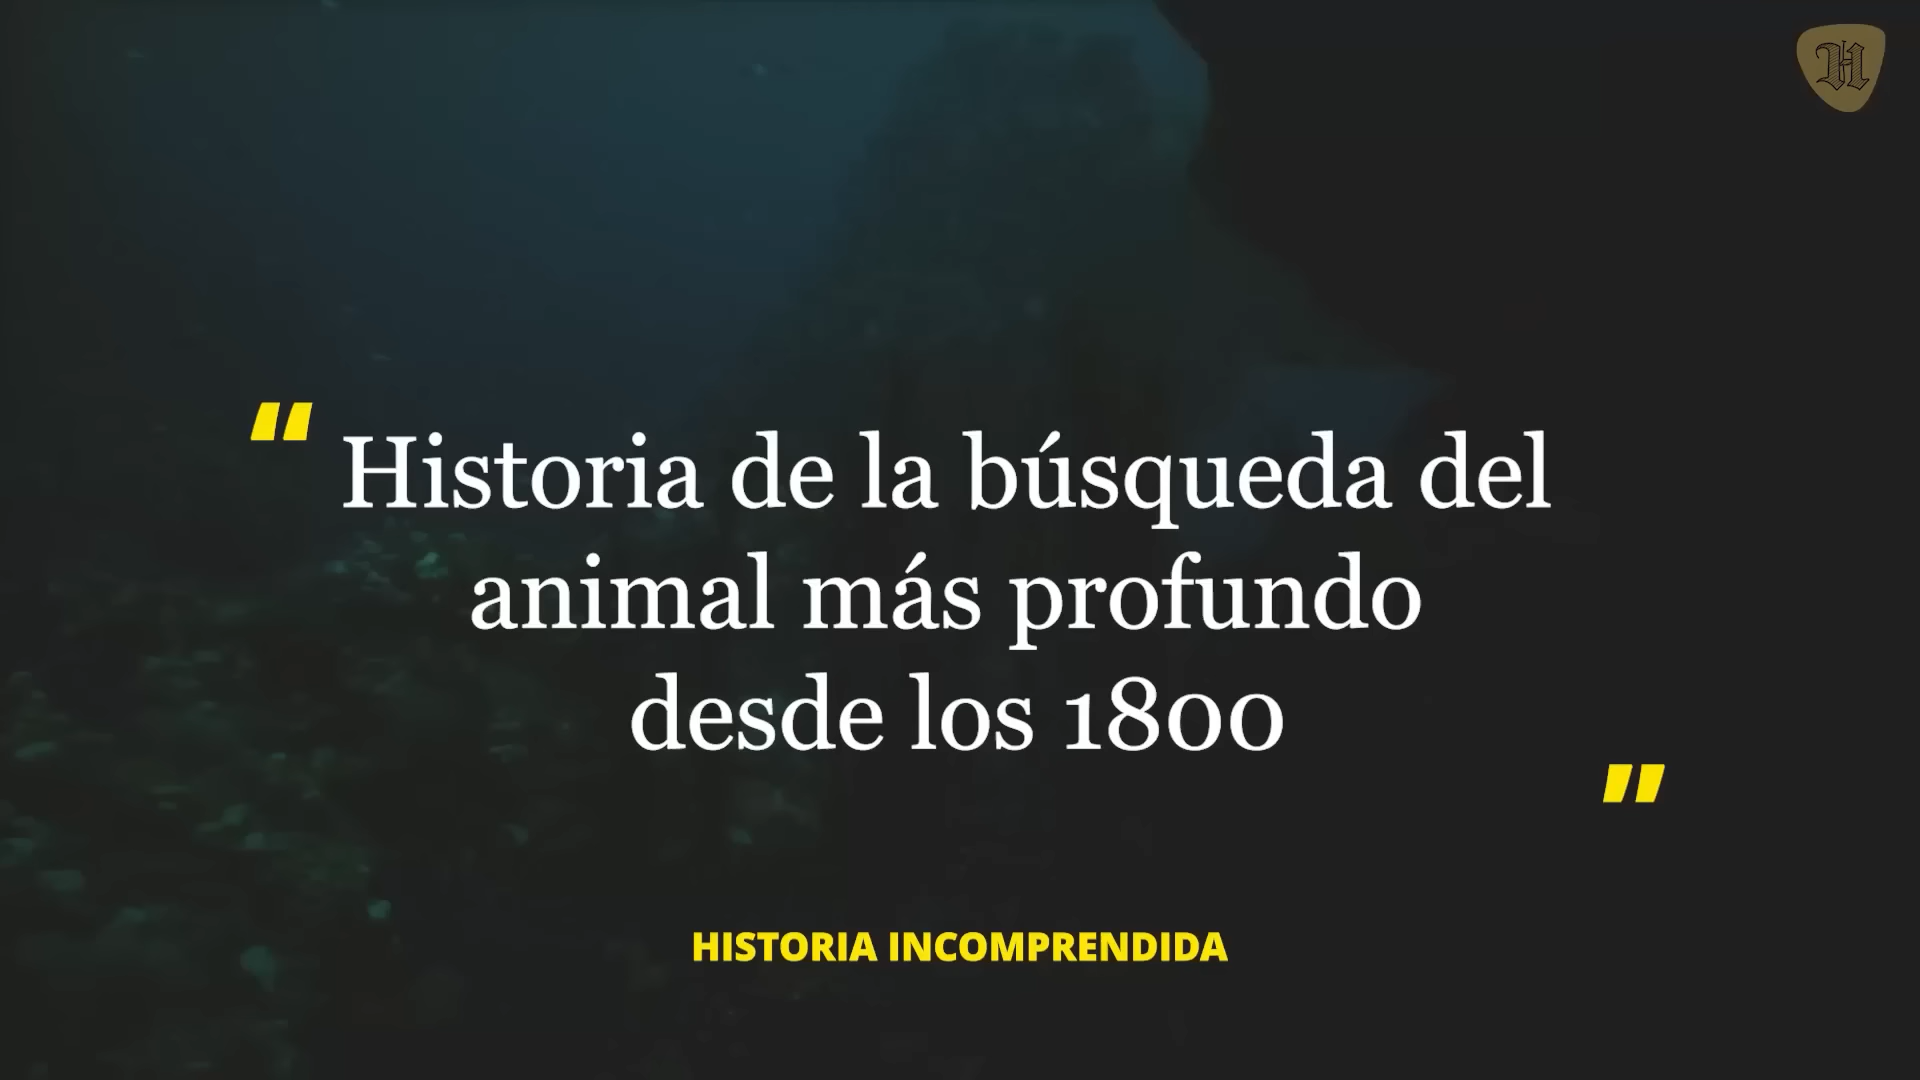 H
“ Historia de la búsqueda del
animal más profundo
desde los 1800 ”
HISTORIA INCOMPRENDIDA